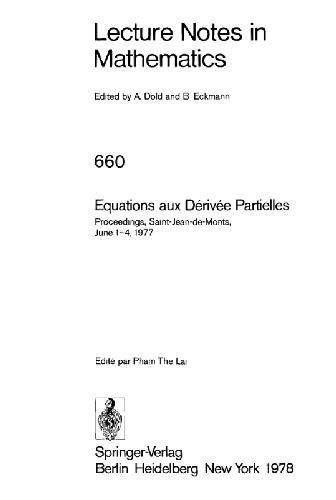 Lecture Notes in
Mathematics
Edited by A. Dold and B. Eckmann
660
Equations aux Dérivée Partielles
Proceedings, Saint-Jean-de-Monts,
June 1-4, 1977
Edité par Pham The Lai
Springer-Verlag
Berlin Heidelberg New York 1978